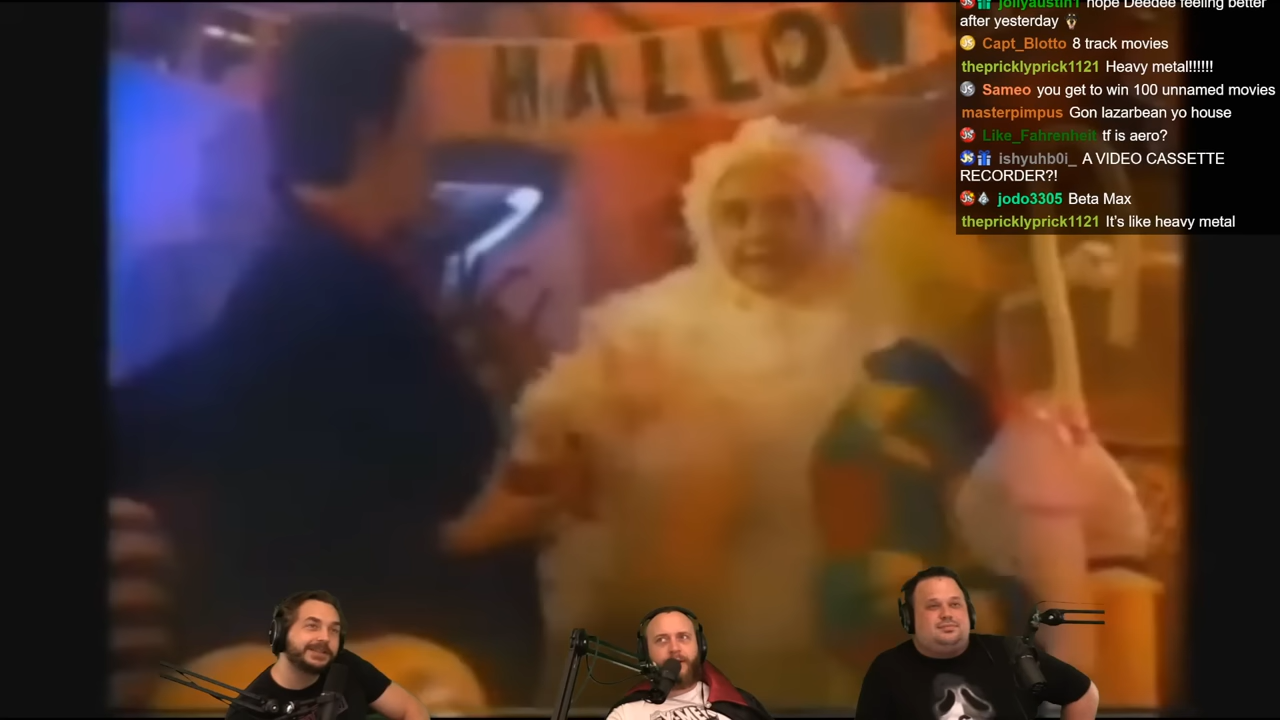 HALLOW
jollyaustin1 hope Deedee feeling better
after yesterday
Capt_Blotto 8 track movies
thepricklyprick1121 Heavy metal!!!!!!
Sameo you get to win 100 unnamed movies
masterpimpus Gon lazarbean yo house
Like_Fahrenheit tf is aero?
ishyuhb0i_ A VIDEO CASSETTE
RECORDER?!
jodo3305 Beta Max
thepricklyprick1121 It's like heavy metal